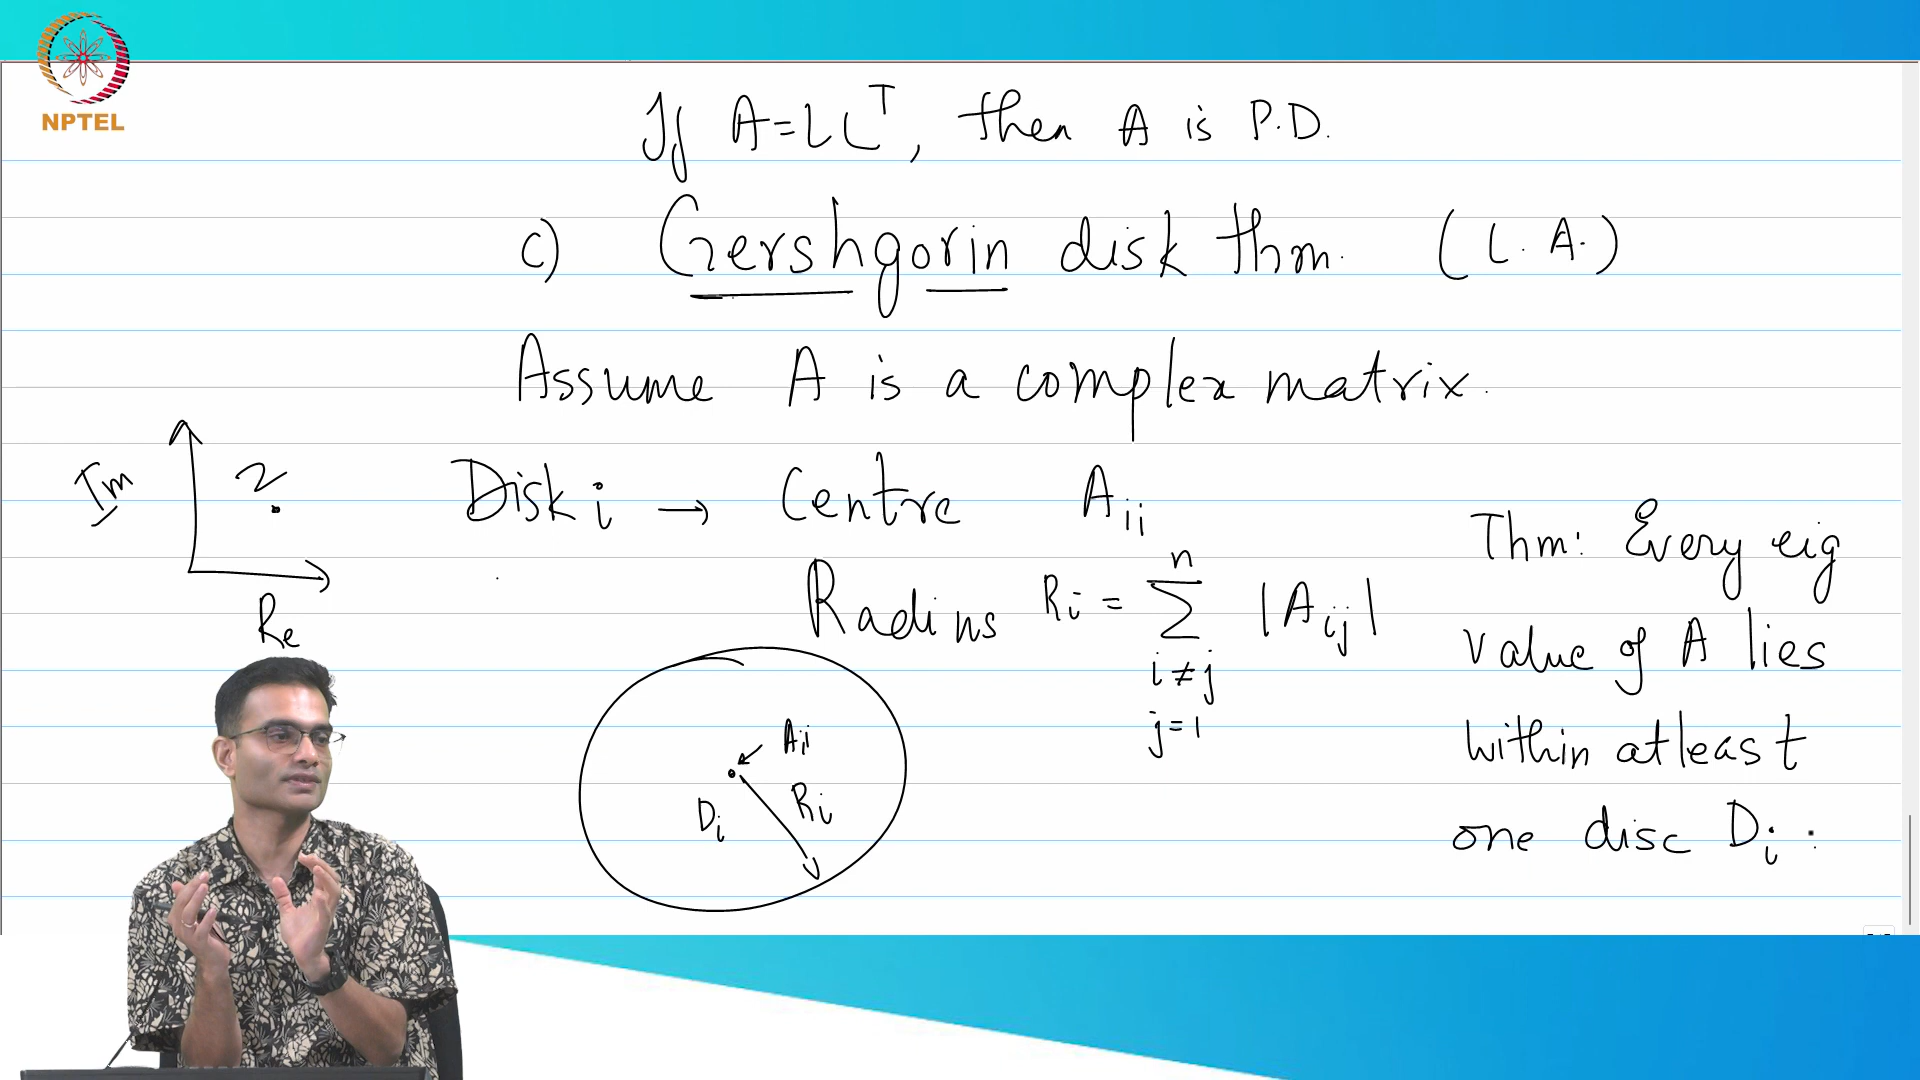 NPTEL
If A=LL^T, then A is P.D.
c) Gershgorin disk thm. (L.A.)
Assume A is a complex matrix.
Im
z
Re
Disk i → Centre A_ii
Radius R_i = \sum_{i≠j, j=1}^{n} |A_ij|
A_ii
R_i
D_i
Thm: Every eig
value of A lies
within atleast
one disc D_i.